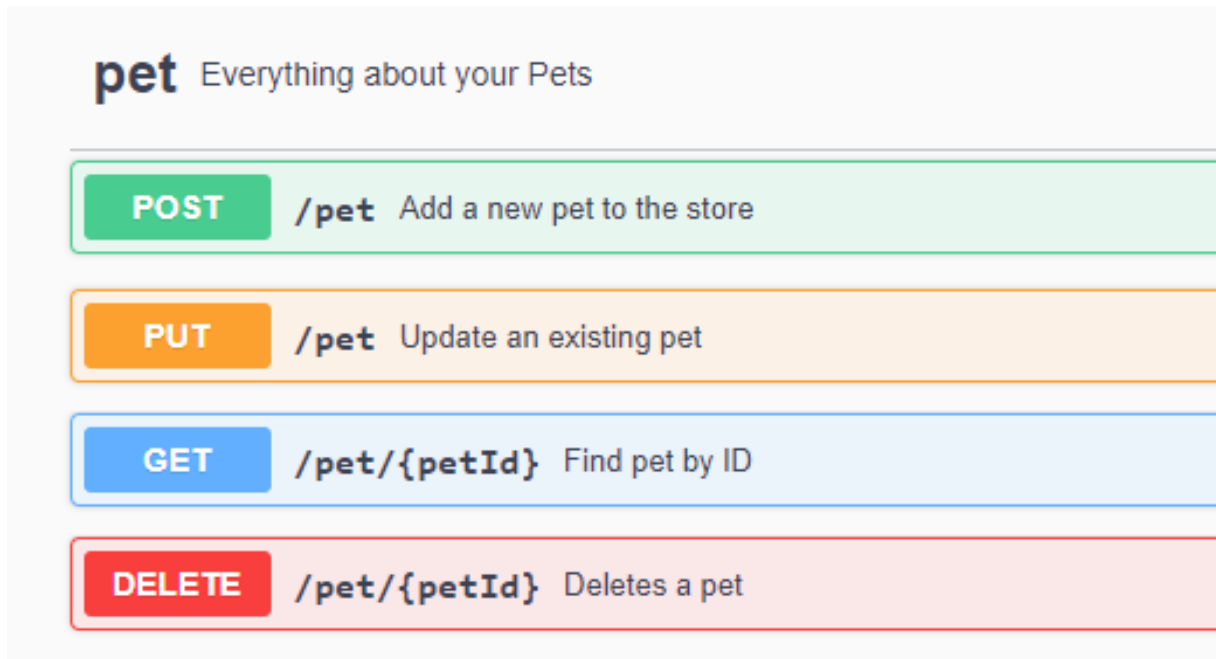 pet Everything about your Pets
POST /pet Add a new pet to the store
PUT /pet Update an existing pet
GET /pet/{petId} Find pet by ID
DELETE /pet/{petId} Deletes a pet